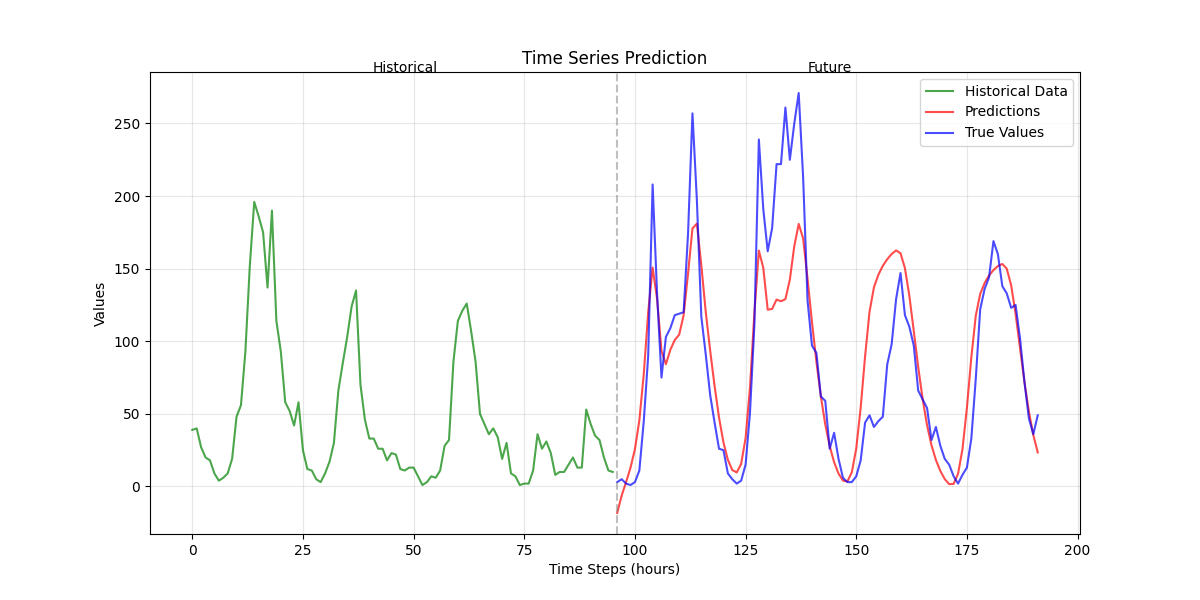 Time Series Prediction
Historical
Future
Historical Data
Predictions
True Values
Values
250
200
150
100
50
0
0
25
50
75
100
125
150
175
200
Time Steps (hours)